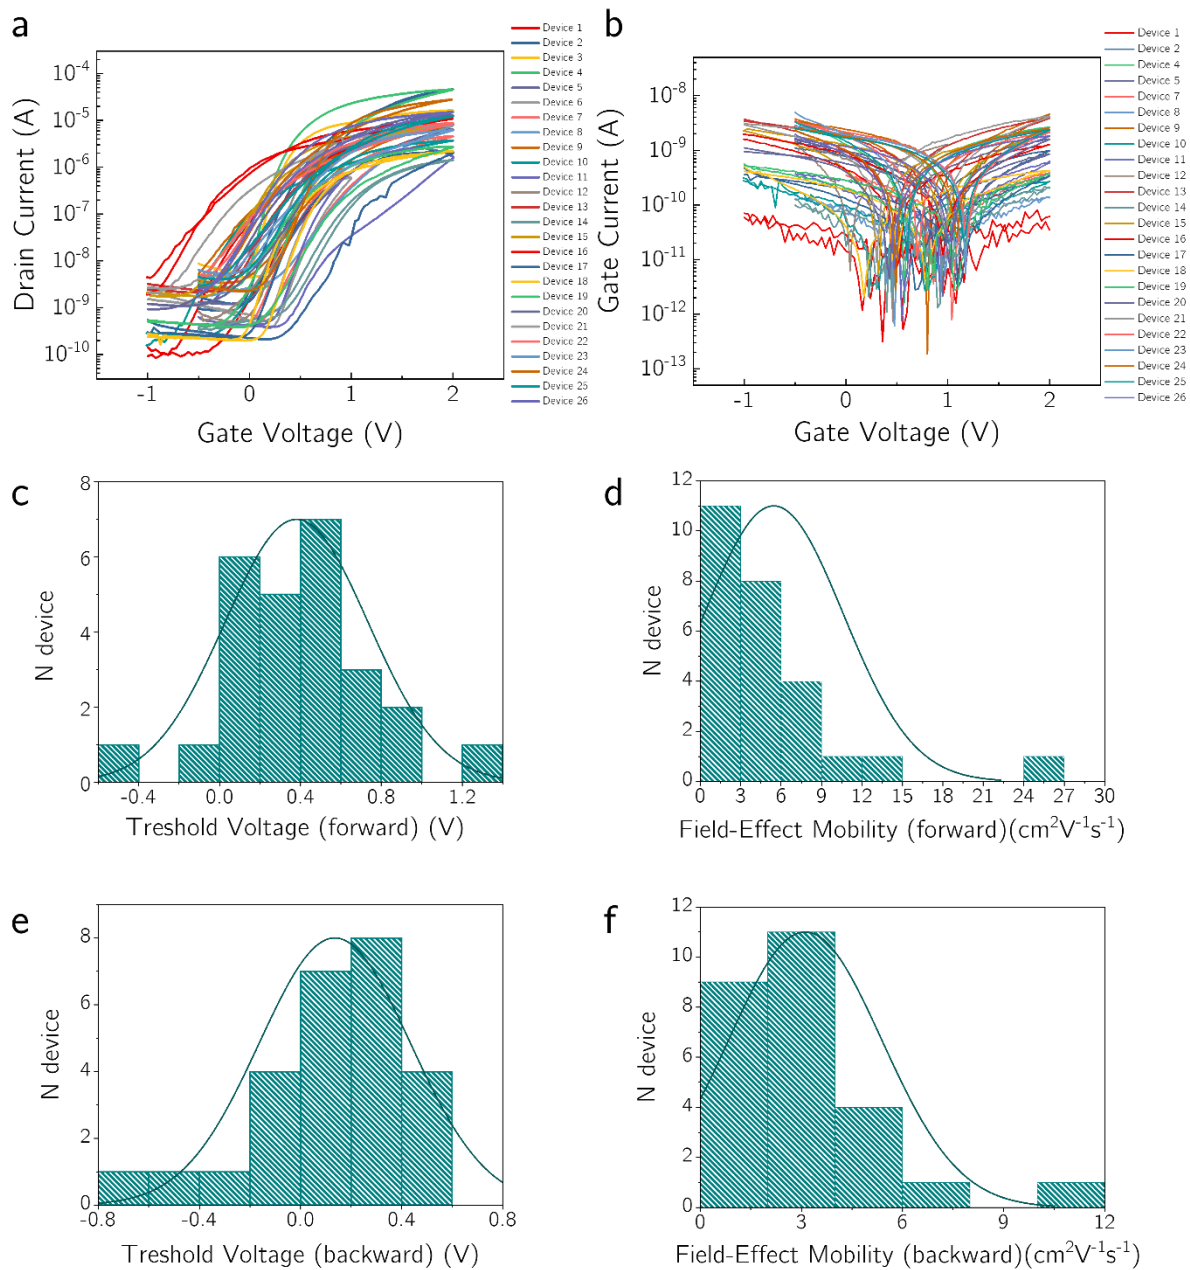 a
Drain Current (A)
10⁻⁴
10⁻⁵
10⁻⁶
10⁻⁷
10⁻⁸
10⁻⁹
10⁻¹⁰
-1
0
1
2
Gate Voltage (V)
Device 1
Device 2
Device 3
Device 4
Device 5
Device 6
Device 7
Device 8
Device 9
Device 10
Device 11
Device 12
Device 13
Device 14
Device 15
Device 16
Device 17
Device 18
Device 19
Device 20
Device 21
Device 22
Device 23
Device 24
Device 25
Device 26
b
Gate Current (A)
10⁻⁸
10⁻⁹
10⁻¹⁰
10⁻¹¹
10⁻¹²
10⁻¹³
-1
0
1
2
Gate Voltage (V)
Device 1
Device 2
Device 4
Device 5
Device 7
Device 8
Device 9
Device 10
Device 11
Device 12
Device 13
Device 14
Device 15
Device 16
Device 17
Device 18
Device 19
Device 20
Device 21
Device 22
Device 23
Device 24
Device 25
Device 26
c
N device
8
6
4
2
0
-0.4
0.0
0.4
0.8
1.2
Treshold Voltage (forward) (V)
d
N device
12
10
8
6
4
2
0
0
3
6
9
12
15
18
21
24
27
30
Field-Effect Mobility (forward)(cm²V⁻¹s⁻¹)
e
N device
8
6
4
2
0
-0.8
-0.4
0.0
0.4
0.8
Treshold Voltage (backward) (V)
f
N device
12
10
8
6
4
2
0
0
3
6
9
12
Field-Effect Mobility (backward)(cm²V⁻¹s⁻¹)